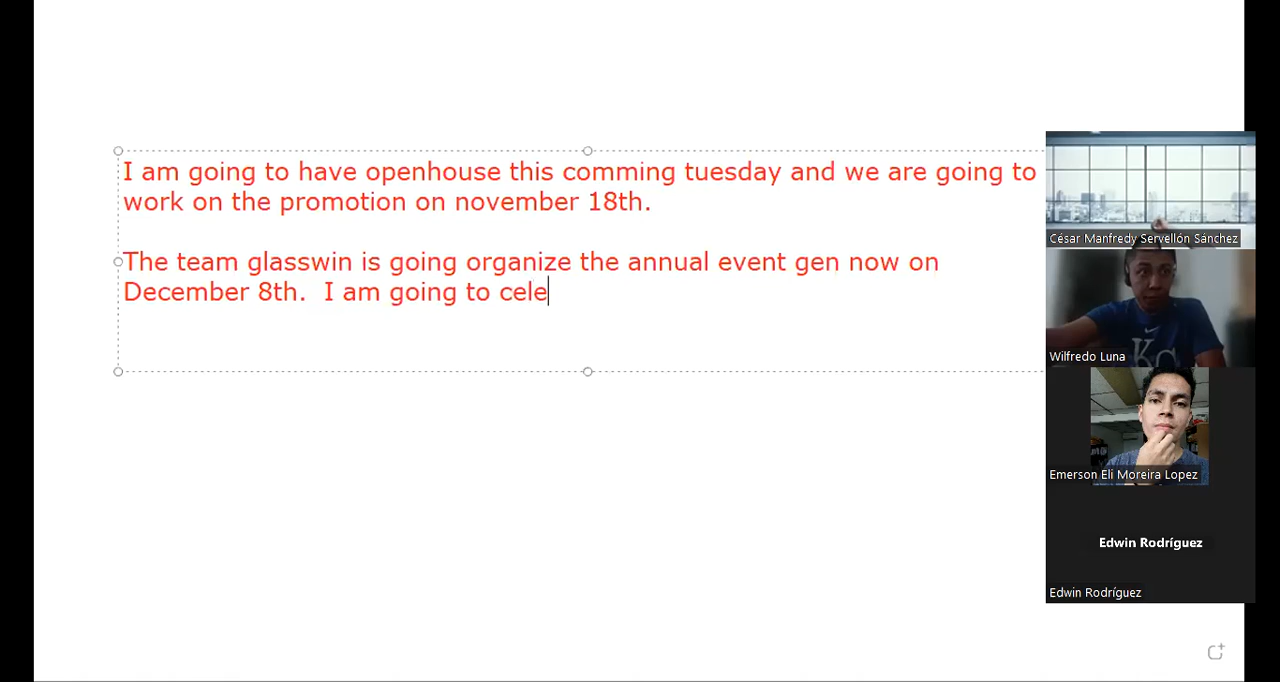 I am going to have openhouse this comming tuesday and we are going to
work on the promotion on november 18th.
The team glasswin is going organize the annual event gen now on
December 8th.  I am going to cele
César Manfredy Servellón Sánchez
Wilfredo Luna
Emerson Eli Moreira Lopez
Edwin Rodríguez
Edwin Rodríguez